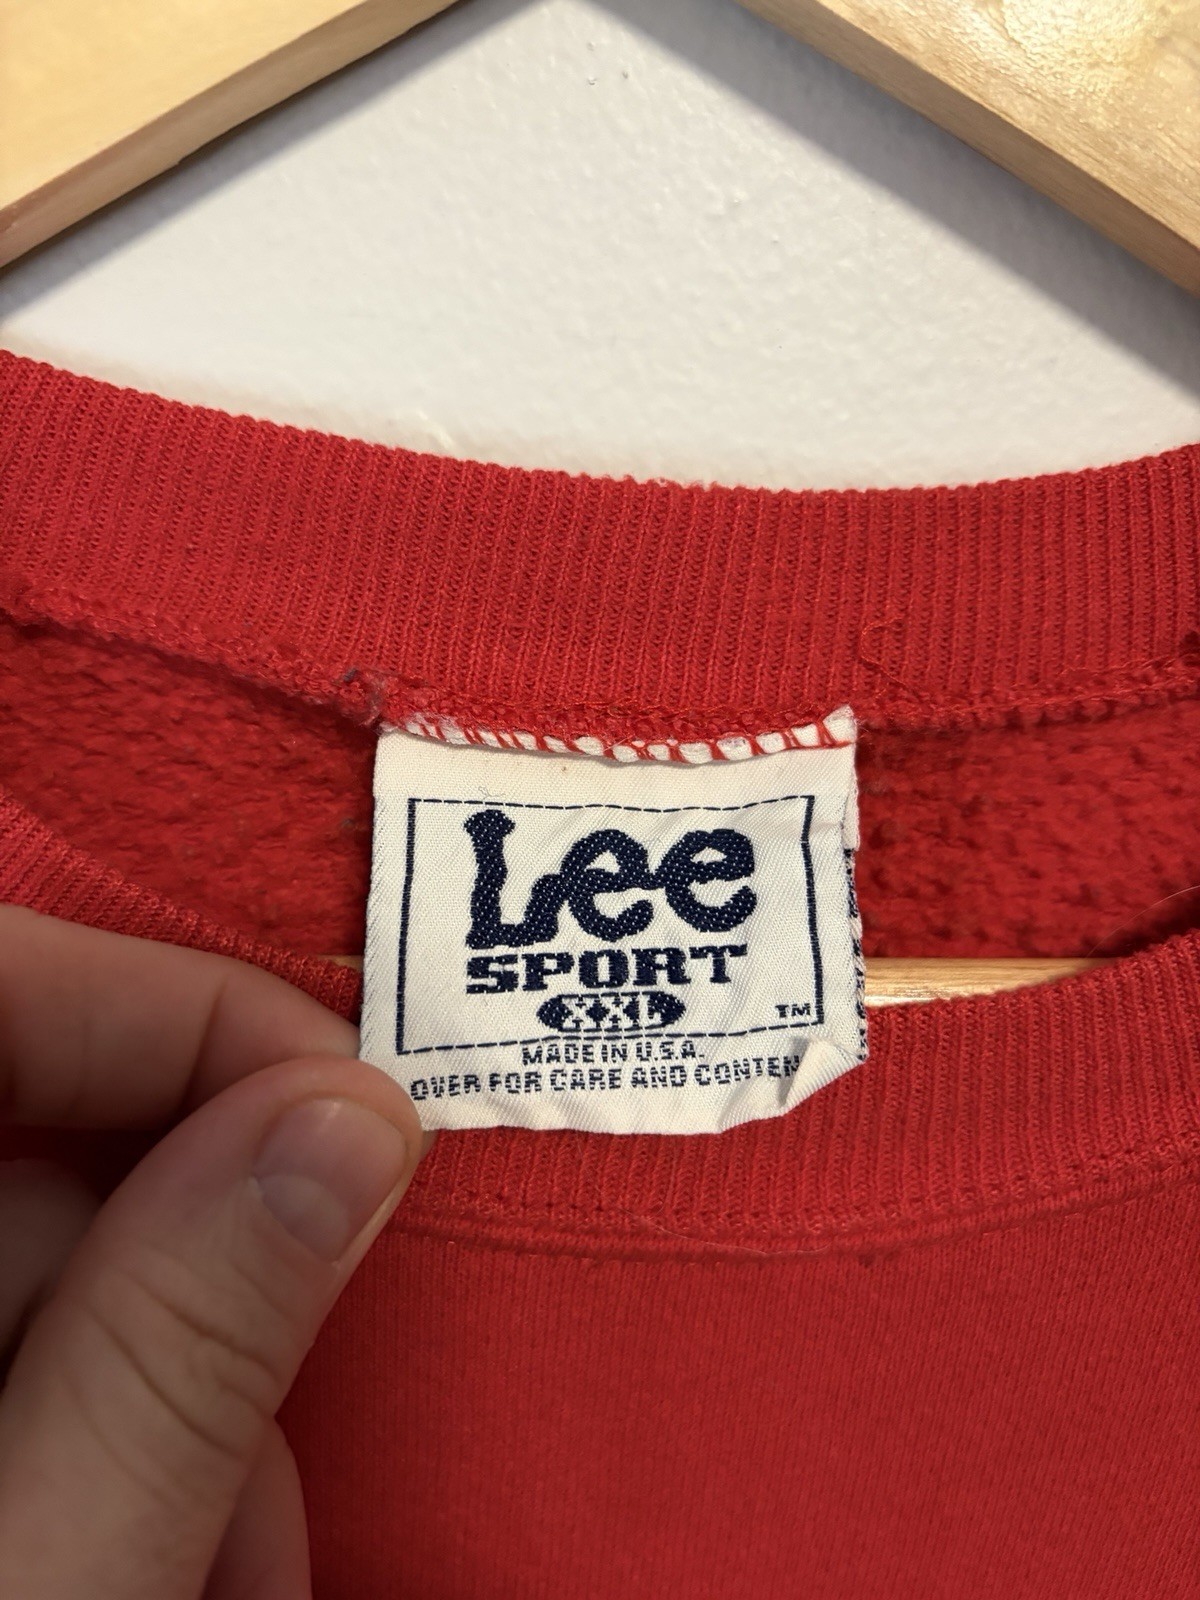 Lee
SPORT
XXL
TM
MADE IN U.S.A.
OVER FOR CARE AND CONTEN